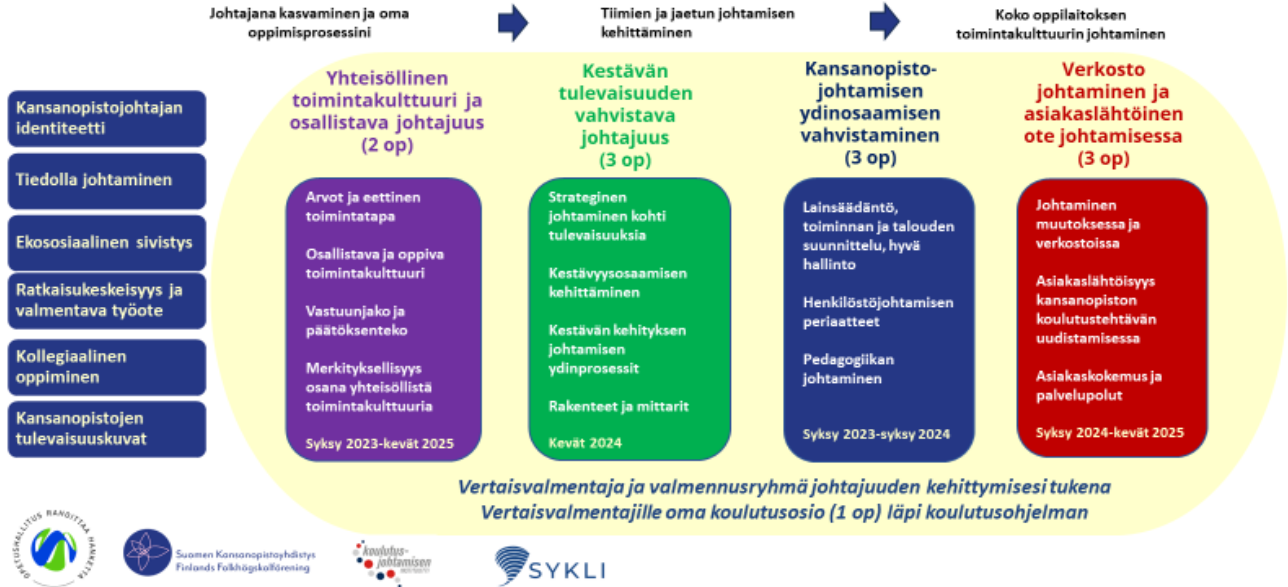 Johtajana kasvaminen ja oma
oppimisprosessini
Tiimien ja jaetun johtamisen
kehittäminen
Koko oppilaitoksen
toimintakulttuurin johtaminen
Kansanopistojohtajan
identiteetti
Tiedolla johtaminen
Ekososiaalinen sivistys
Ratkaisukeskeisyys ja
valmentava työote
Kollegiaalinen
oppiminen
Kansanopistojen
tulevaisuuskuvat
Yhteisöllinen
toimintakulttuuri ja
osallistava johtajuus
(2 op)
Arvot ja eettinen
toimintatapa
Osallistava ja oppiva
toimintakulttuuri
Vastuunjako ja
päätöksenteko
Merkityksellisyys
osana yhteisöllistä
toimintakulttuuria
Syksy 2023-kevät 2025
Kestävän
tulevaisuuden
vahvistava
johtajuus
(3 op)
Strateginen
johtaminen kohti
tulevaisuuksia
Kestävyysosaamisen
kehittäminen
Kestävän kehityksen
johtamisen
ydinprosessit
Rakenteet ja mittarit
Kevät 2024
Kansanopisto-
johtamisen
ydinosaamisen
vahvistaminen
(3 op)
Lainsäädäntö,
toiminnan ja talouden
suunnittelu, hyvä
hallinto
Henkilöstöjohtamisen
periaatteet
Pedagogiikan
johtaminen
Syksy 2023-syksy 2024
Verkosto
johtaminen ja
asiakaslähtöinen
ote johtamisessa
(3 op)
Johtaminen
muutoksessa ja
verkostoissa
Asiakaslähtöisyys
kansanopiston
koulutustehtävän
uudistamisessa
Asiakaskokemus ja
palvelupolut
Syksy 2024-kevät 2025
Vertaisvalmentaja ja valmennusryhmä johtajuuden kehittymisesi tukena
Vertaisvalmentajille oma koulutusosio (1 op) läpi koulutusohjelman
OPETUSHALLITUS RAHOITTAA HANKETTA
Suomen Kansanopistoyhdistys
Finlands Folkhögskolförening
koulutus-
johtamisen
SYKLI